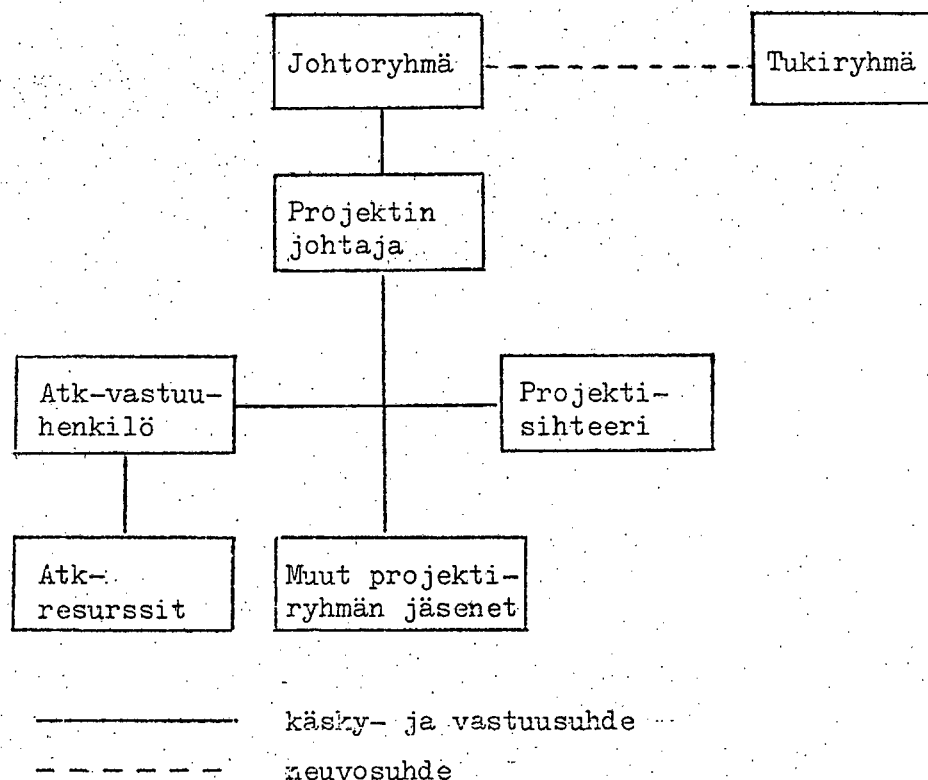 Johtoryhmä
Tukiryhmä
Projektin
johtaja
Atk-vastuu-
henkilö
Projekti-
sihteeri
Atk-
resurssit
Muut projekti-
ryhmän jäsenet
käsky- ja vastuusuhde
neuvosuhde